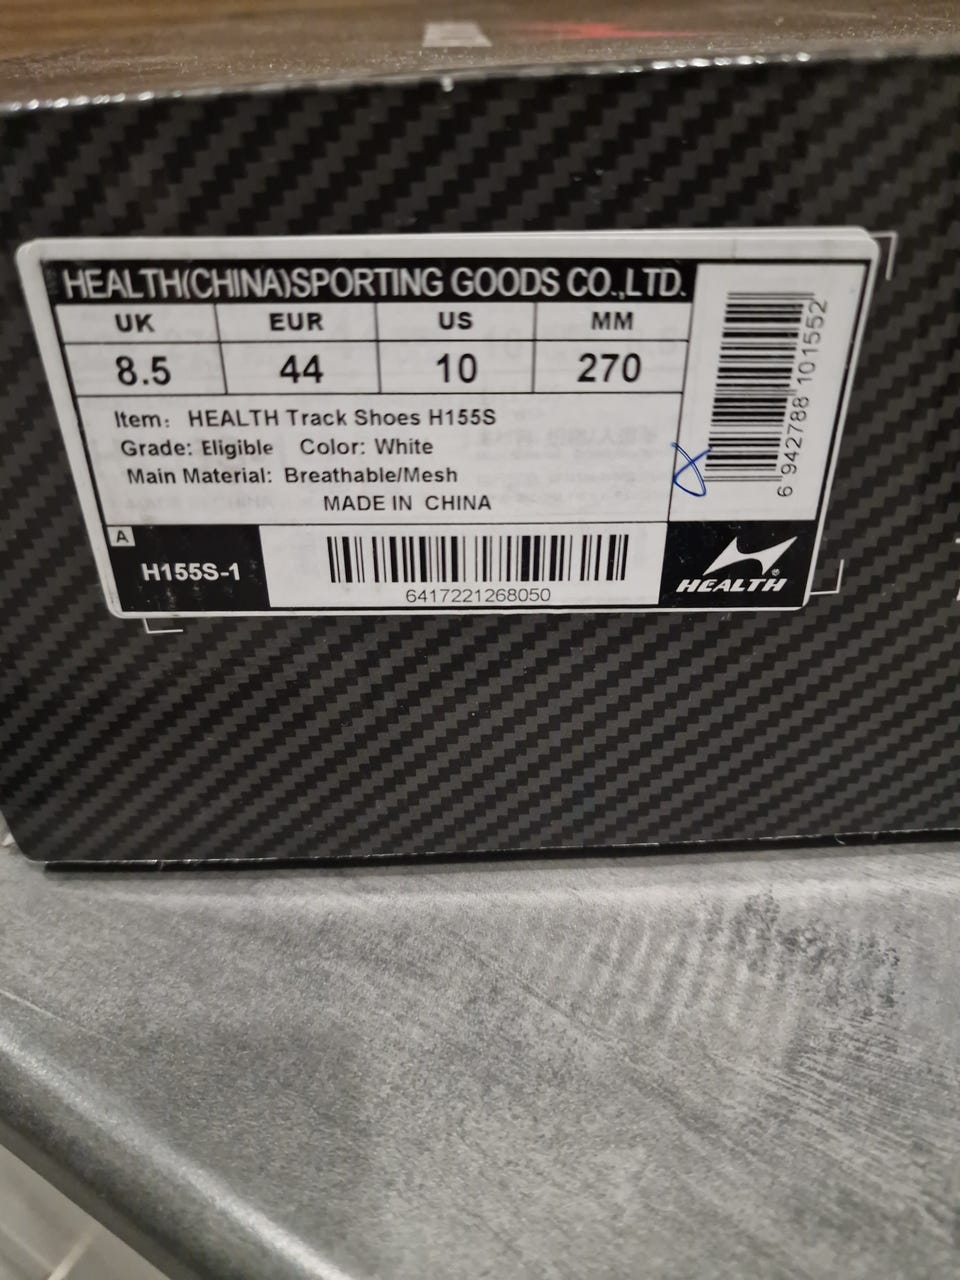 HEALTH(CHINA)SPORTING GOODS CO.,LTD.
UK EUR US MM
8.5 44 10 270
Item: HEALTH Track Shoes H155S
Grade: Eligible Color: White
Main Material: Breathable/Mesh
MADE IN CHINA
A
H155S-1
6417221268050
6 942788 101552
HEALTH®